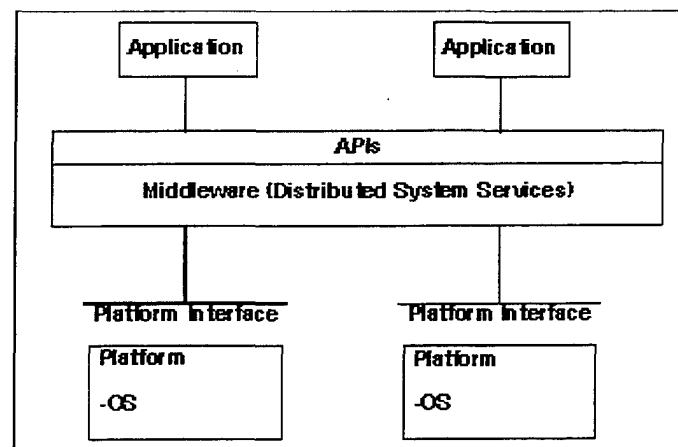 Application Application
APIs
Middleware (Distributed System Services)
Platform Interface Platform Interface
Platform Platform
-OS -OS